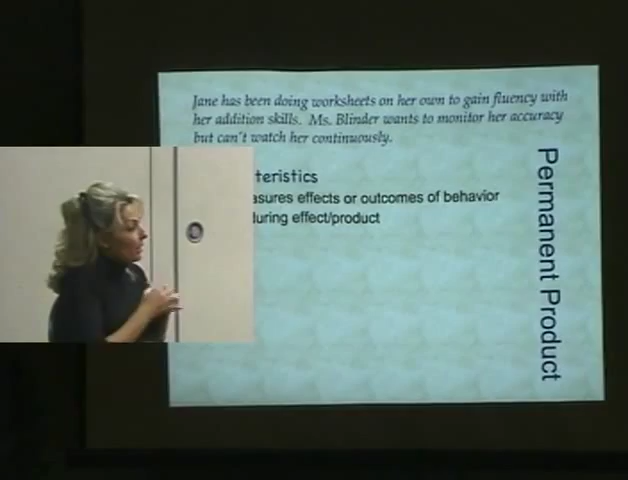 Jane has been doing worksheets on her own to gain fluency with
her addition skills. Ms. Blinder wants to monitor her accuracy
but can't watch her continuously.
teristics
asures effects or outcomes of behavior
during effect/product
Permanent Product